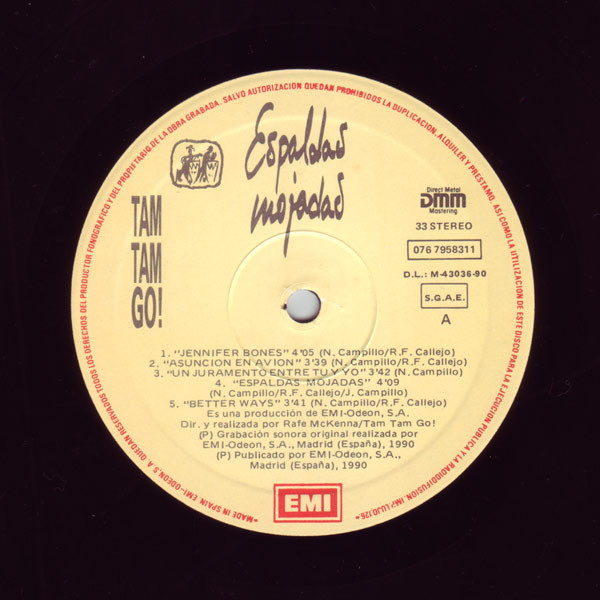 Espaldas
mojadas
TAM
TAM
GO!
Direct Metal
DMM
Mastering
33 STEREO
076 7958311
D.L.: M-43036-90
S.G.A.E.
A
1. "JENNIFER BONES" 4'05 (N. Campillo/R.F. Callejo)
2. "ASUNCION EN AVION" 3'39 (N. Campillo/R.F. Callejo)
3. "UN JURAMENTO ENTRE TU Y YO" 3'42 (N. Campillo)
4. "ESPALDAS MOJADAS" 4'09
(N. Campillo/R.F. Callejo/J. Campillo)
5. "BETTER WAYS" 3'41 (N. Campillo/R.F. Callejo)
Es una producción de EMI-Odeon, S.A.
Dir. y realizada por Rafe McKenna/Tam Tam Go!
(P) Grabación sonora original realizada por
EMI-Odeon, S.A., Madrid (España), 1990
(P) Publicado por EMI-Odeon, S.A.,
Madrid (España), 1990
EMI
*MADE IN SPAIN EMI-ODEON S.A. QUEDAN RESERVADOS TODOS LOS DERECHOS DEL PRODUCTOR FONOGRAFICO Y DEL PROPIETARIO DE LA OBRA GRABADA. SALVO AUTORIZACION QUEDAN PROHIBIDOS LA DUPLICACION, ALQUILER Y PRESTAMO, ASI COMO LA UTILIZACION DE ESTE DISCO PARA LA EJECUCION PUBLICA Y LA RADIODIFUSION IMP. LUJO,126*